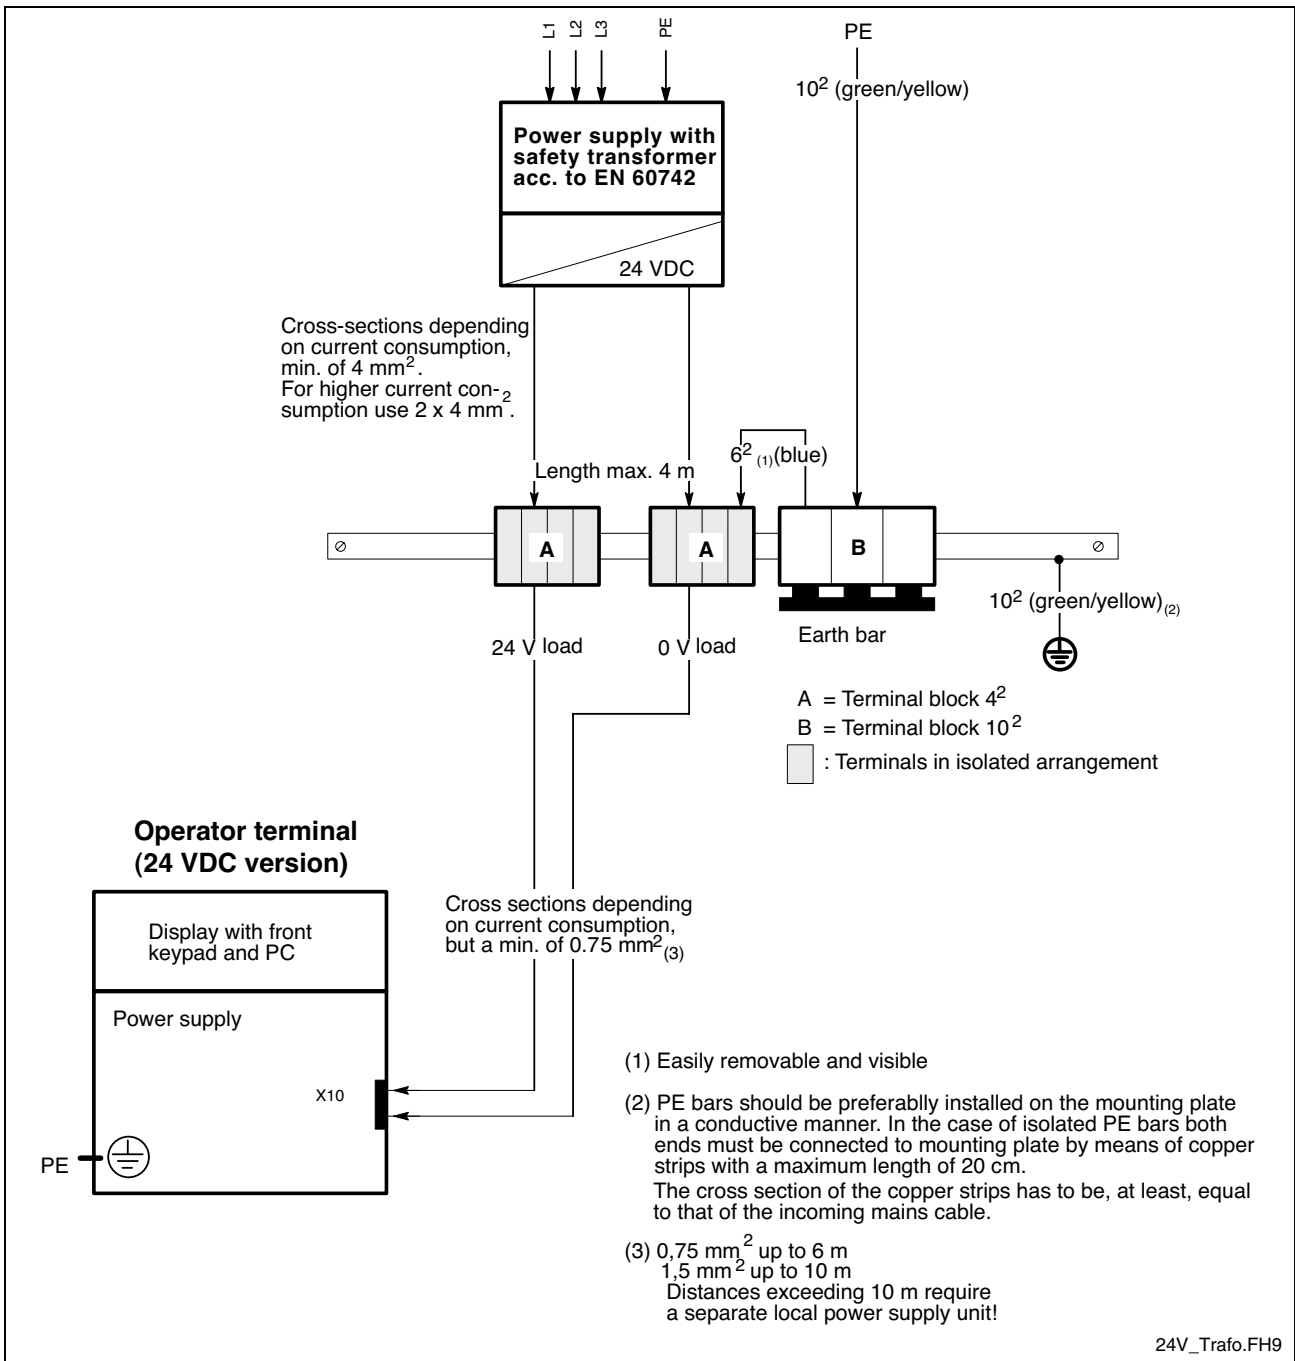 L1 L2 L3 PE
PE
10² (green/yellow)
Power supply with
safety transformer
acc. to EN 60742
24 VDC
Cross-sections depending
on current consumption,
min. of 4 mm².
For higher current con-
sumption use 2 x 4 mm².
Length max. 4 m
6² (1)(blue)
A
A
B
10² (green/yellow)(2)
Earth bar
24 V load
0 V load
A = Terminal block 4²
B = Terminal block 10²
: Terminals in isolated arrangement
Operator terminal
(24 VDC version)
Display with front
keypad and PC
Power supply
X10
PE
Cross sections depending
on current consumption,
but a min. of 0.75 mm²(3)
(1) Easily removable and visible
(2) PE bars should be preferablly installed on the mounting plate
in a conductive manner. In the case of isolated PE bars both
ends must be connected to mounting plate by means of copper
strips with a maximum length of 20 cm.
The cross section of the copper strips has to be, at least, equal
to that of the incoming mains cable.
(3) 0,75 mm² up to 6 m
1,5 mm² up to 10 m
Distances exceeding 10 m require
a separate local power supply unit!
24V_Trafo.FH9